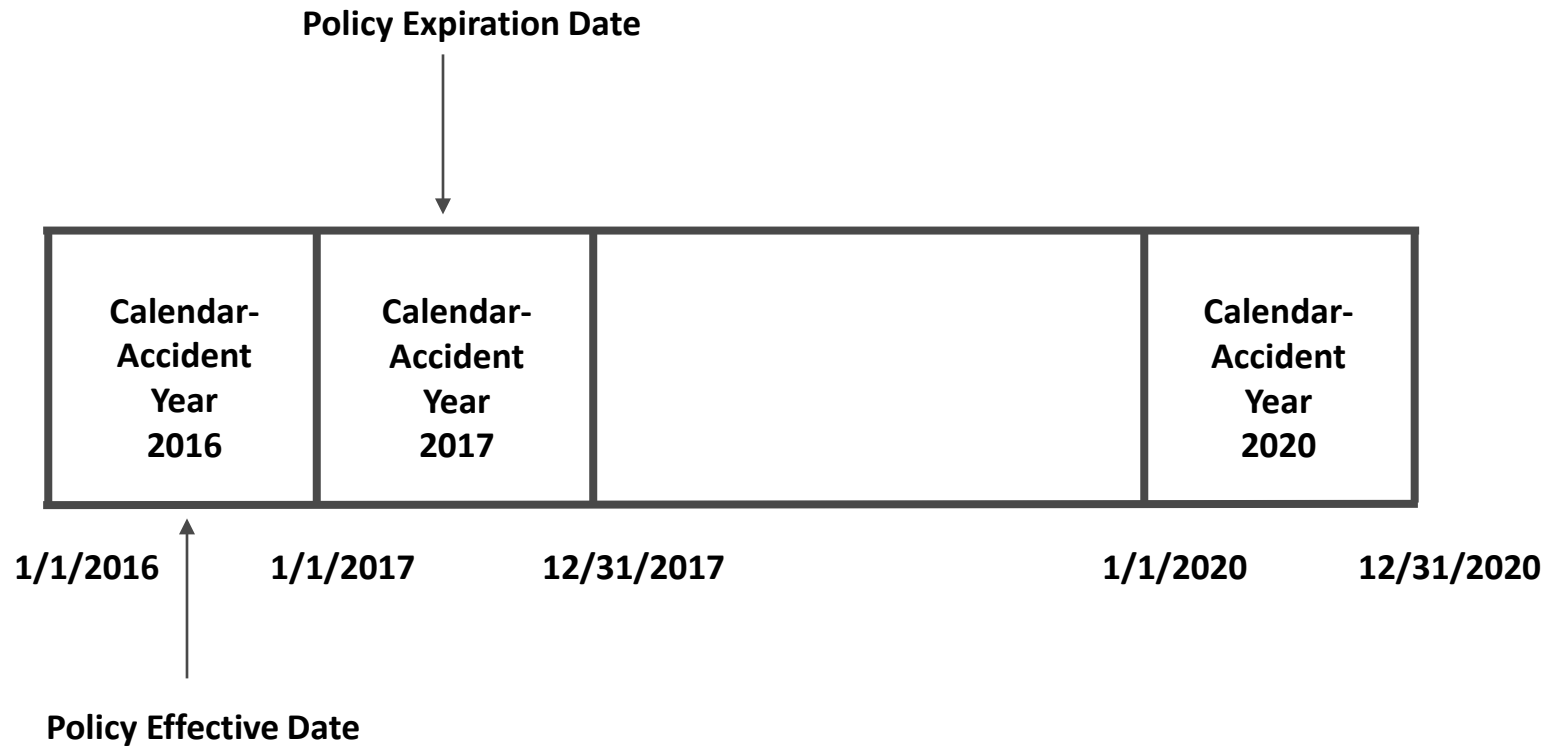 Policy Expiration Date
Calendar-
Accident
Year
2016
Calendar-
Accident
Year
2017
Calendar-
Accident
Year
2020
1/1/2016
1/1/2017
12/31/2017
1/1/2020
12/31/2020
Policy Effective Date